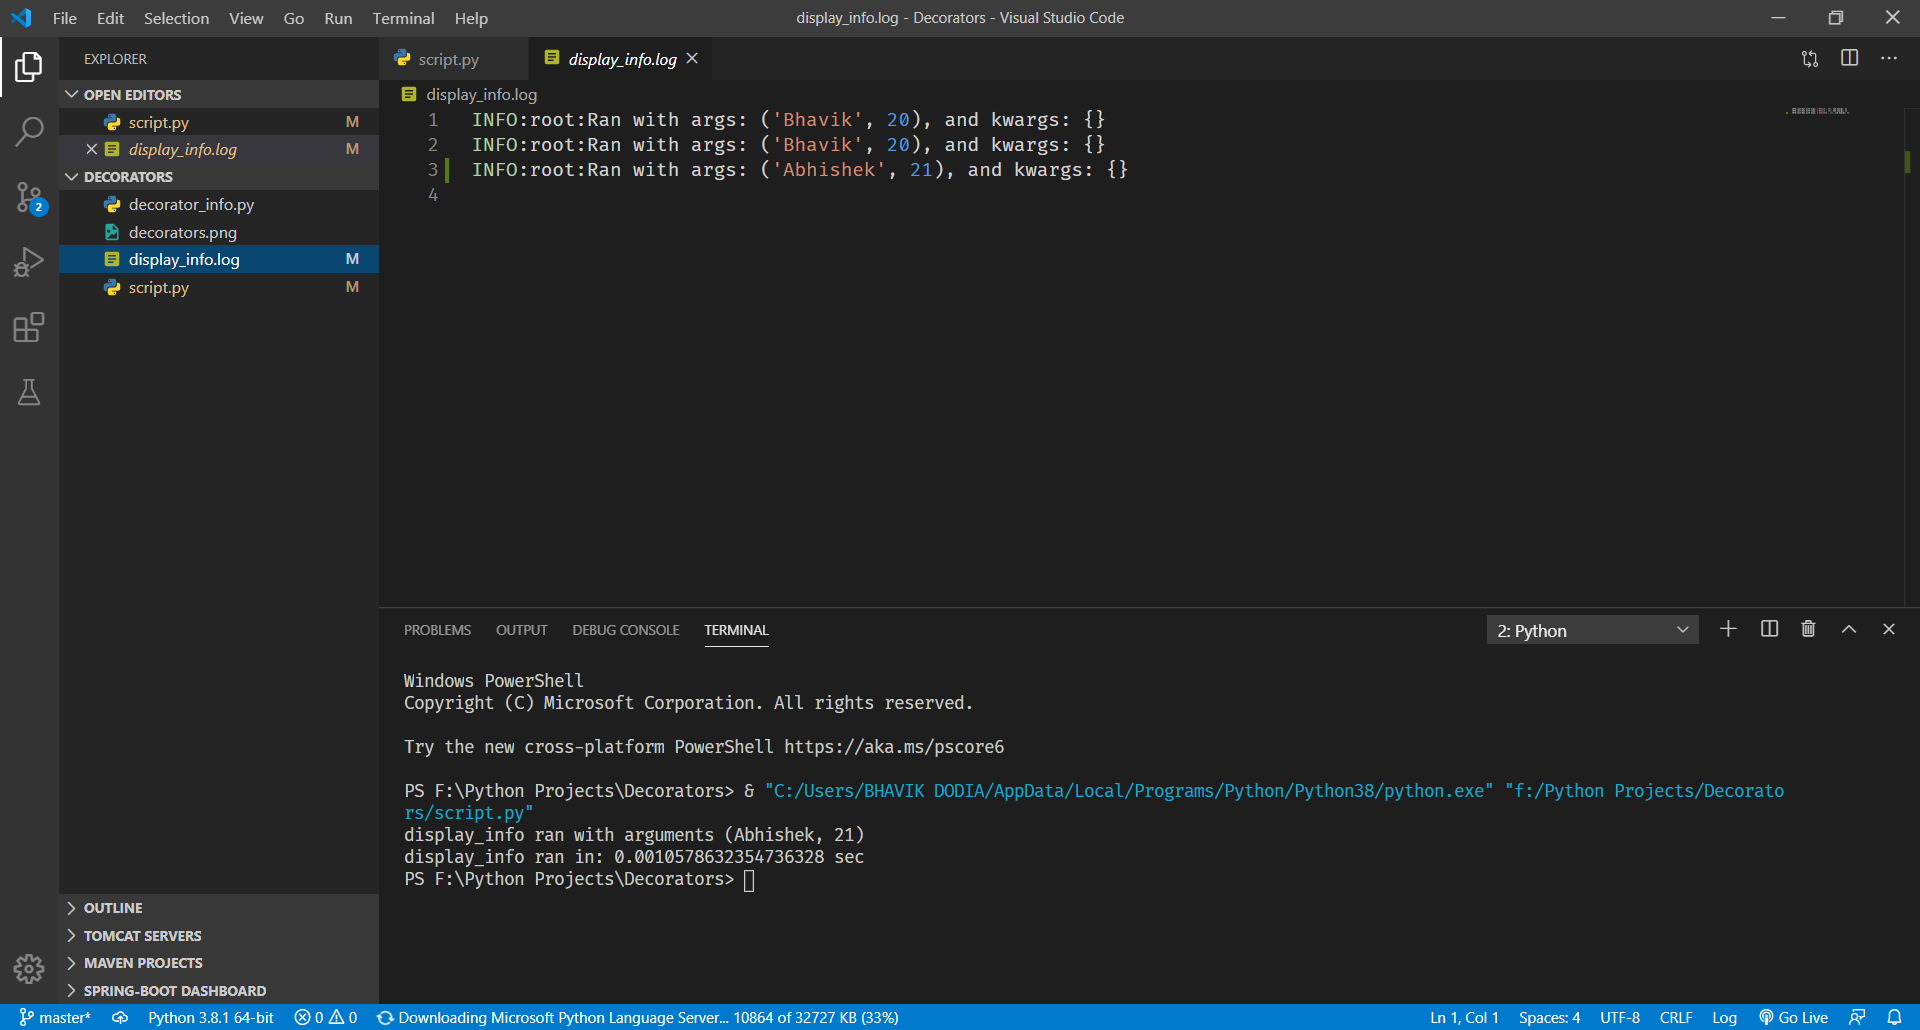 File Edit Selection View Go Run Terminal Help
display_info.log - Decorators - Visual Studio Code
EXPLORER
OPEN EDITORS
script.py M
display_info.log M
DECORATORS
decorator_info.py
decorators.png
display_info.log M
script.py M
OUTLINE
TOMCAT SERVERS
MAVEN PROJECTS
SPRING-BOOT DASHBOARD
2
script.py display_info.log
display_info.log
1 INFO:root:Ran with args: ('Bhavik', 20), and kwargs: {}
2 INFO:root:Ran with args: ('Bhavik', 20), and kwargs: {}
3 INFO:root:Ran with args: ('Abhishek', 21), and kwargs: {}
4
PROBLEMS OUTPUT DEBUG CONSOLE TERMINAL
2: Python
Windows PowerShell
Copyright (C) Microsoft Corporation. All rights reserved.
Try the new cross-platform PowerShell https://aka.ms/pscore6
PS F:\Python Projects\Decorators> & "C:/Users/BHAVIK DODIA/AppData/Local/Programs/Python/Python38/python.exe" "f:/Python Projects/Decorato
rs/script.py"
display_info ran with arguments (Abhishek, 21)
display_info ran in: 0.0010578632354736328 sec
PS F:\Python Projects\Decorators>
master* Python 3.8.1 64-bit 0 0 Downloading Microsoft Python Language Server... 10864 of 32727 KB (33%)
Ln 1, Col 1 Spaces: 4 UTF-8 CRLF Log Go Live